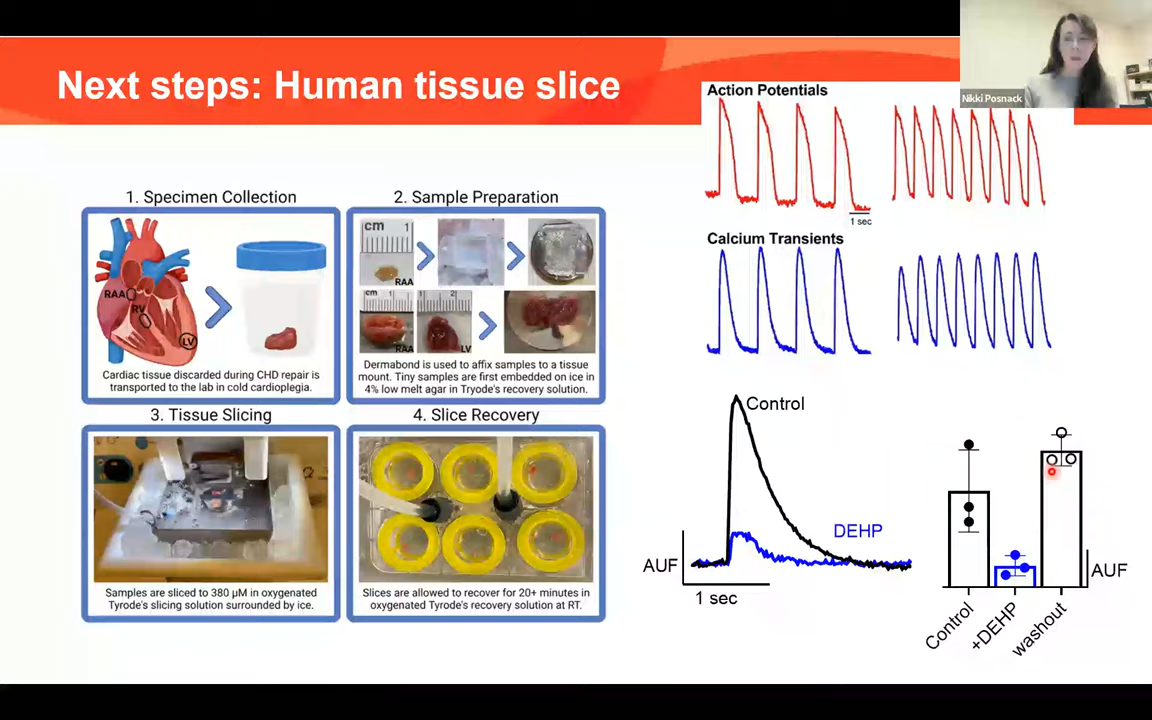 Next steps: Human tissue slice
Nikki Posnack
1. Specimen Collection
RAA
RV
LV
Cardiac tissue discarded during CHD repair is
transported to the lab in cold cardioplegia.
2. Sample Preparation
cm 1
RAA
cm 1
RAA
1 2
LV
Dermabond is used to affix samples to a tissue
mount. Tiny samples are first embedded on ice in
4% low melt agar in Tryode's recovery solution.
3. Tissue Slicing
Samples are sliced to 380 µM in oxygenated
Tyrode's slicing solution surrounded by ice.
4. Slice Recovery
Slices are allowed to recover for 20+ minutes in
oxygenated Tyrode's recovery solution at RT.
Action Potentials
1 sec
Calcium Transients
Control
DEHP
AUF
1 sec
AUF
Control
+DEHP
washout